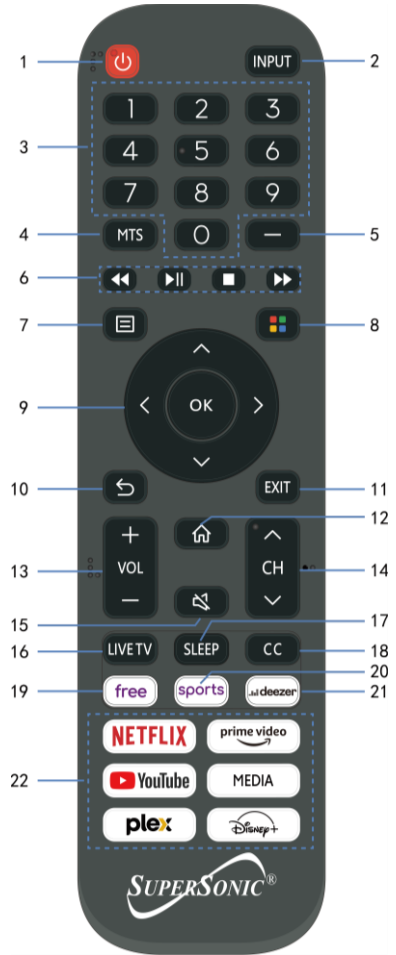 1
INPUT
2
1 2 3
3
4 5 6
7 8 9
4
MTS
0
—
5
6
7
8
9
OK
10
EXIT
11
12
+
VOL
—
13
CH
14
15
17
16
LIVE TV
SLEEP
CC
18
20
19
free
sports
deezer
21
NETFLIX
prime video
22
YouTube
MEDIA
plex
Disney+
SUPERSONIC®